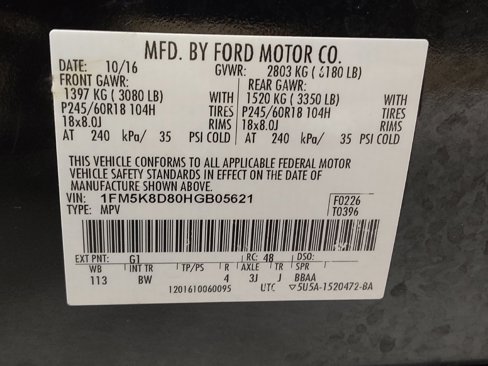 MFD. BY FORD MOTOR CO.
DATE: 10/16 GVWR: 2803 KG ( 6180 LB)
FRONT GAWR: REAR GAWR:
1397 KG ( 3080 LB) WITH 1520 KG ( 3350 LB) WITH
P245/60R18 104H TIRES P245/60R18 104H TIRES
18x8.0J RIMS 18x8.0J RIMS
AT 240 kPa/ 35 PSI COLD AT 240 kPa/ 35 PSI COLD
THIS VEHICLE CONFORMS TO ALL APPLICABLE FEDERAL MOTOR
VEHICLE SAFETY STANDARDS IN EFFECT ON THE DATE OF
MANUFACTURE SHOWN ABOVE.
VIN: 1FM5K8D80HGB05621 F0226
TYPE: MPV T0396
EXT PNT: G1 RC: 48 DSO:
WB INT TR TP/PS R AXLE TR SPR
113 BW 4 3J J BBAA
1201610060095 UTC ▽5U5A-1520472-BA